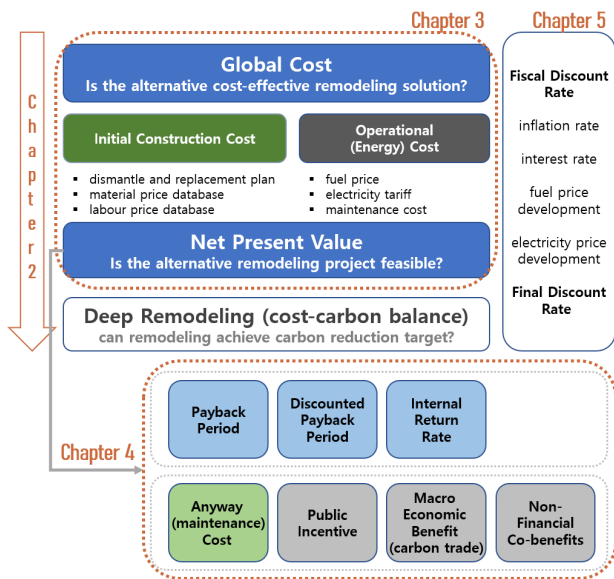 Chapter 3
Chapter 5
Chapter 2
Global Cost
Is the alternative cost-effective remodeling solution?
Initial Construction Cost
Operational
(Energy) Cost
▪ dismantle and replacement plan
▪ material price database
▪ labour price database
▪ fuel price
▪ electricity tariff
▪ maintenance cost
Net Present Value
Is the alternative remodeling project feasible?
Deep Remodeling (cost-carbon balance)
can remodeling achieve carbon reduction target?
Fiscal Discount
Rate
inflation rate
interest rate
fuel price
development
electricity price
development
Final Discount
Rate
Chapter 4
Payback
Period
Discounted
Payback
Period
Internal
Return
Rate
Anyway
(maintenance)
Cost
Public
Incentive
Macro
Economic
Benefit
(carbon trade)
Non-
Financial
Co-benefits